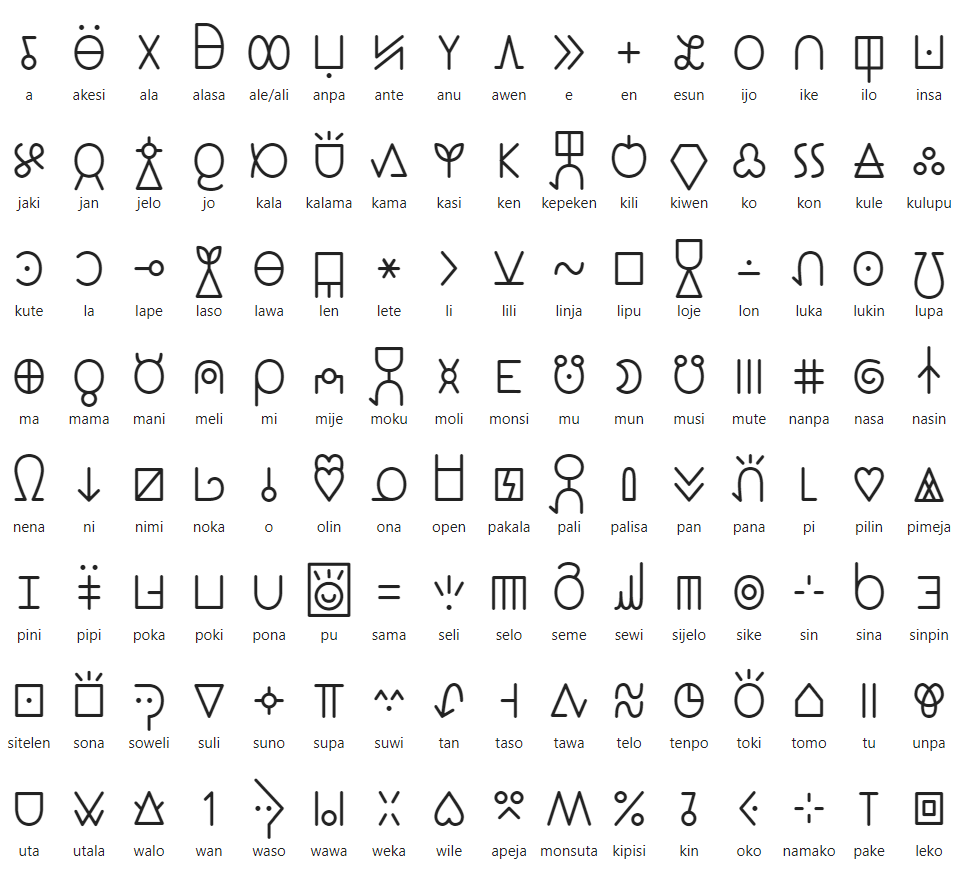 a akesi ala alasa ale/ali anpa ante anu awen e en esun ijo ike ilo insa
jaki jan jelo jo kala kalama kama kasi ken kepeken kili kiwen ko kon kule kulupu
kute la lape laso lawa len lete li lili linja lipu loje lon luka lukin lupa
ma mama mani meli mi mije moku moli monsi mu mun musi mute nanpa nasa nasin
nena ni nimi noka o olin ona open pakala pali palisa pan pana pi pilin pimeja
pini pipi poka poki pona pu sama seli selo seme sewi sijelo sike sin sina sinpin
sitelen sona soweli suli suno supa suwi tan taso tawa telo tenpo toki tomo tu unpa
uta utala walo wan waso wawa weka wile apeja monsuta kipisi kin oko namako pake leko